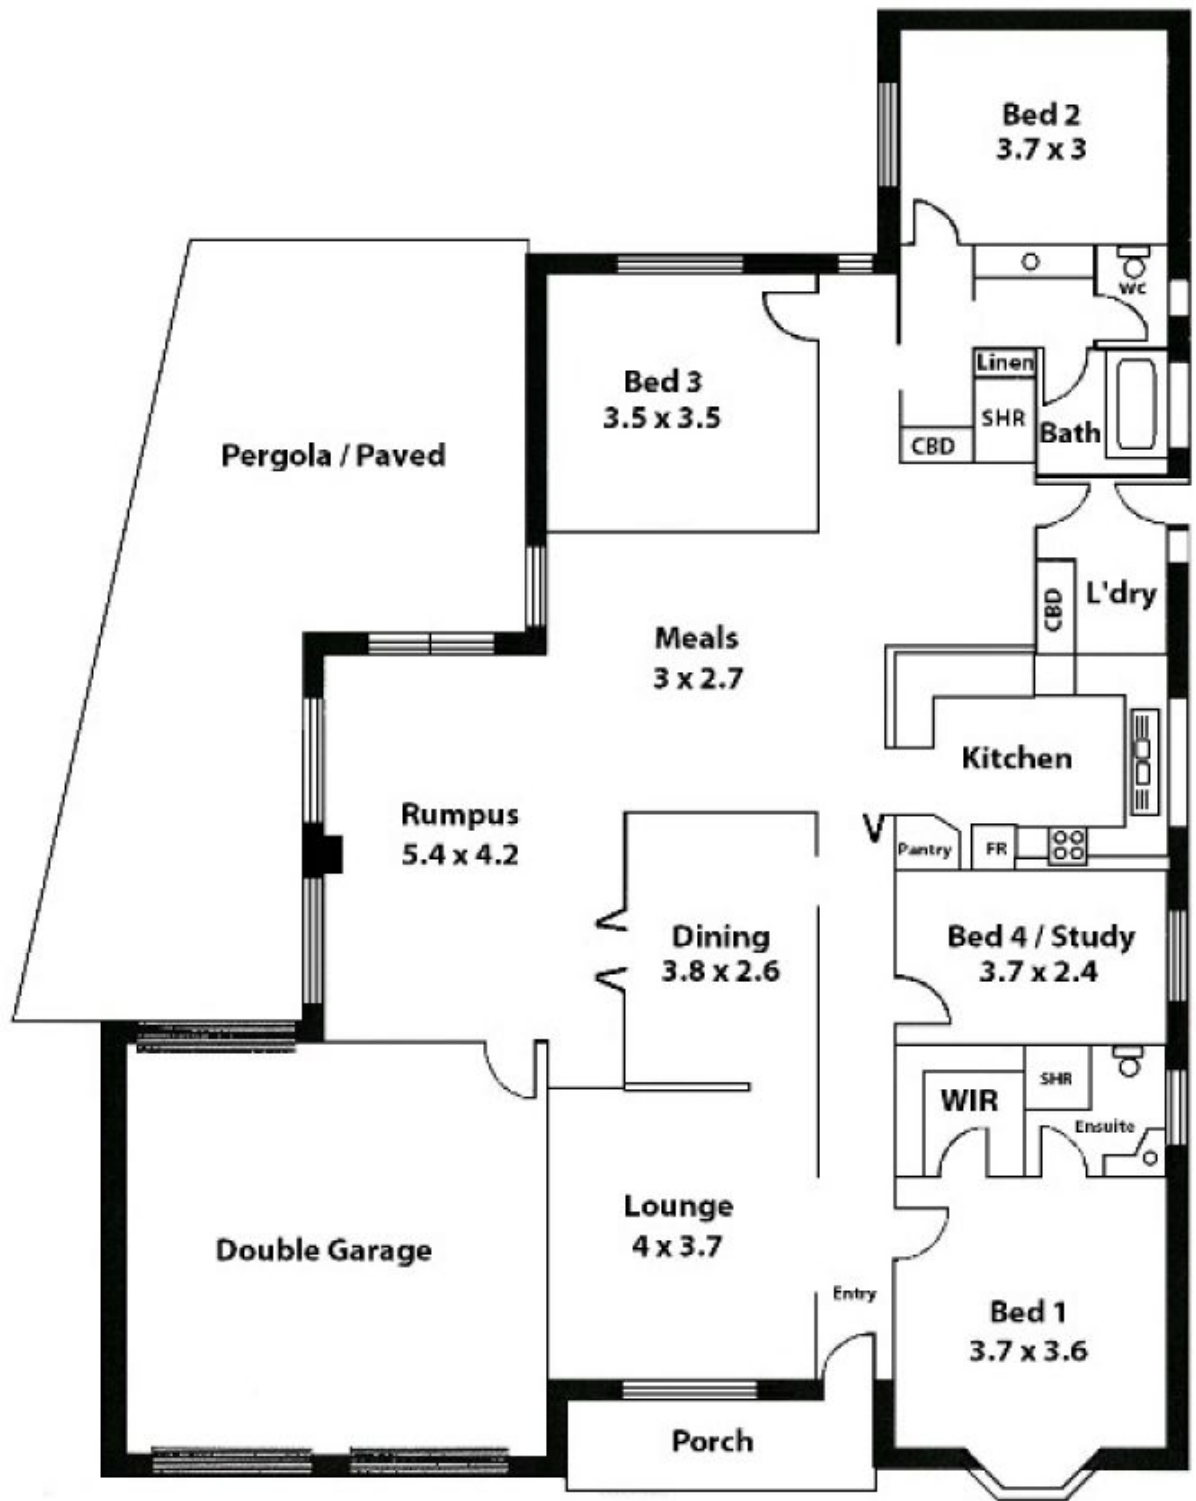 Bed 2
3.7 x 3
wc
Linen
Bed 3
3.5 x 3.5
SHR
CBD
Bath
Pergola / Paved
L'dry
CBD
Meals
3 x 2.7
Kitchen
Rumpus
5.4 x 4.2
Pantry
FR
Dining
3.8 x 2.6
Bed 4 / Study
3.7 x 2.4
SHR
WIR
Ensuite
Lounge
4 x 3.7
Double Garage
Entry
Bed 1
3.7 x 3.6
Porch